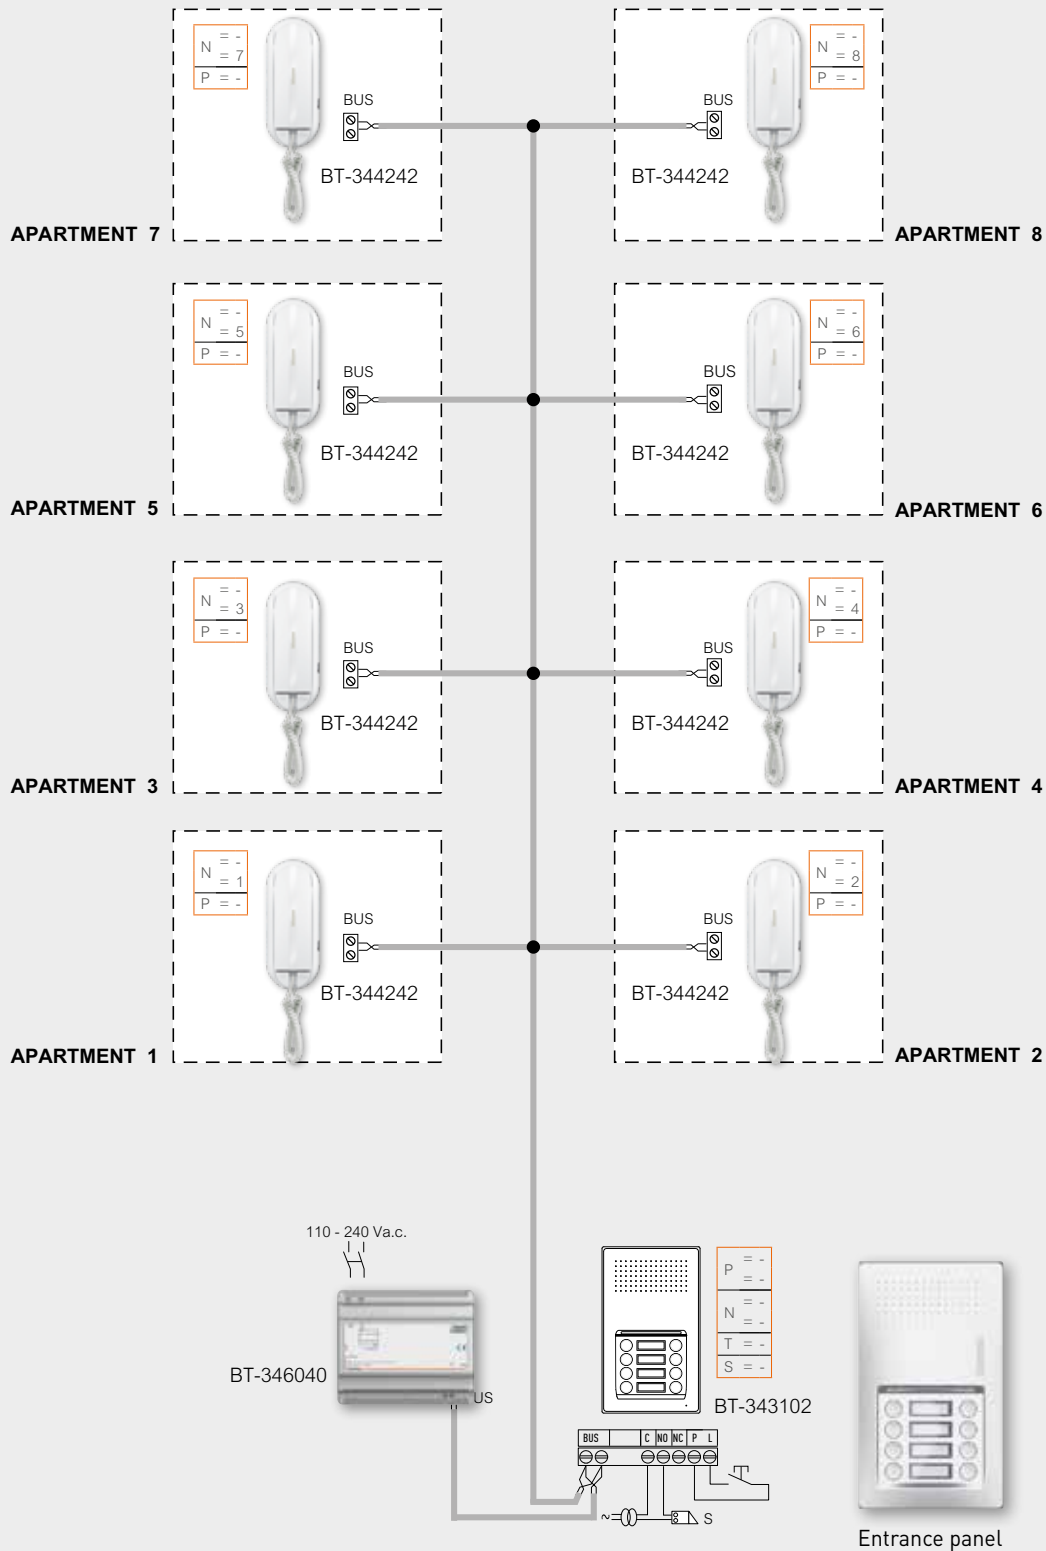 N = -
= 7
P = -
BUS
BT-344242
APARTMENT 7
N = -
= 8
P = -
BUS
BT-344242
APARTMENT 8
N = -
= 5
P = -
BUS
BT-344242
APARTMENT 5
N = -
= 6
P = -
BUS
BT-344242
APARTMENT 6
N = -
= 3
P = -
BUS
BT-344242
APARTMENT 3
N = -
= 4
P = -
BUS
BT-344242
APARTMENT 4
N = -
= 1
P = -
BUS
BT-344242
APARTMENT 1
N = -
= 2
P = -
BUS
BT-344242
APARTMENT 2
110 - 240 Va.c.
BT-346040
US
P = -
= -
N = -
= -
T = -
S = -
BT-343102
BUS C NO NC P L
~
S
Entrance panel